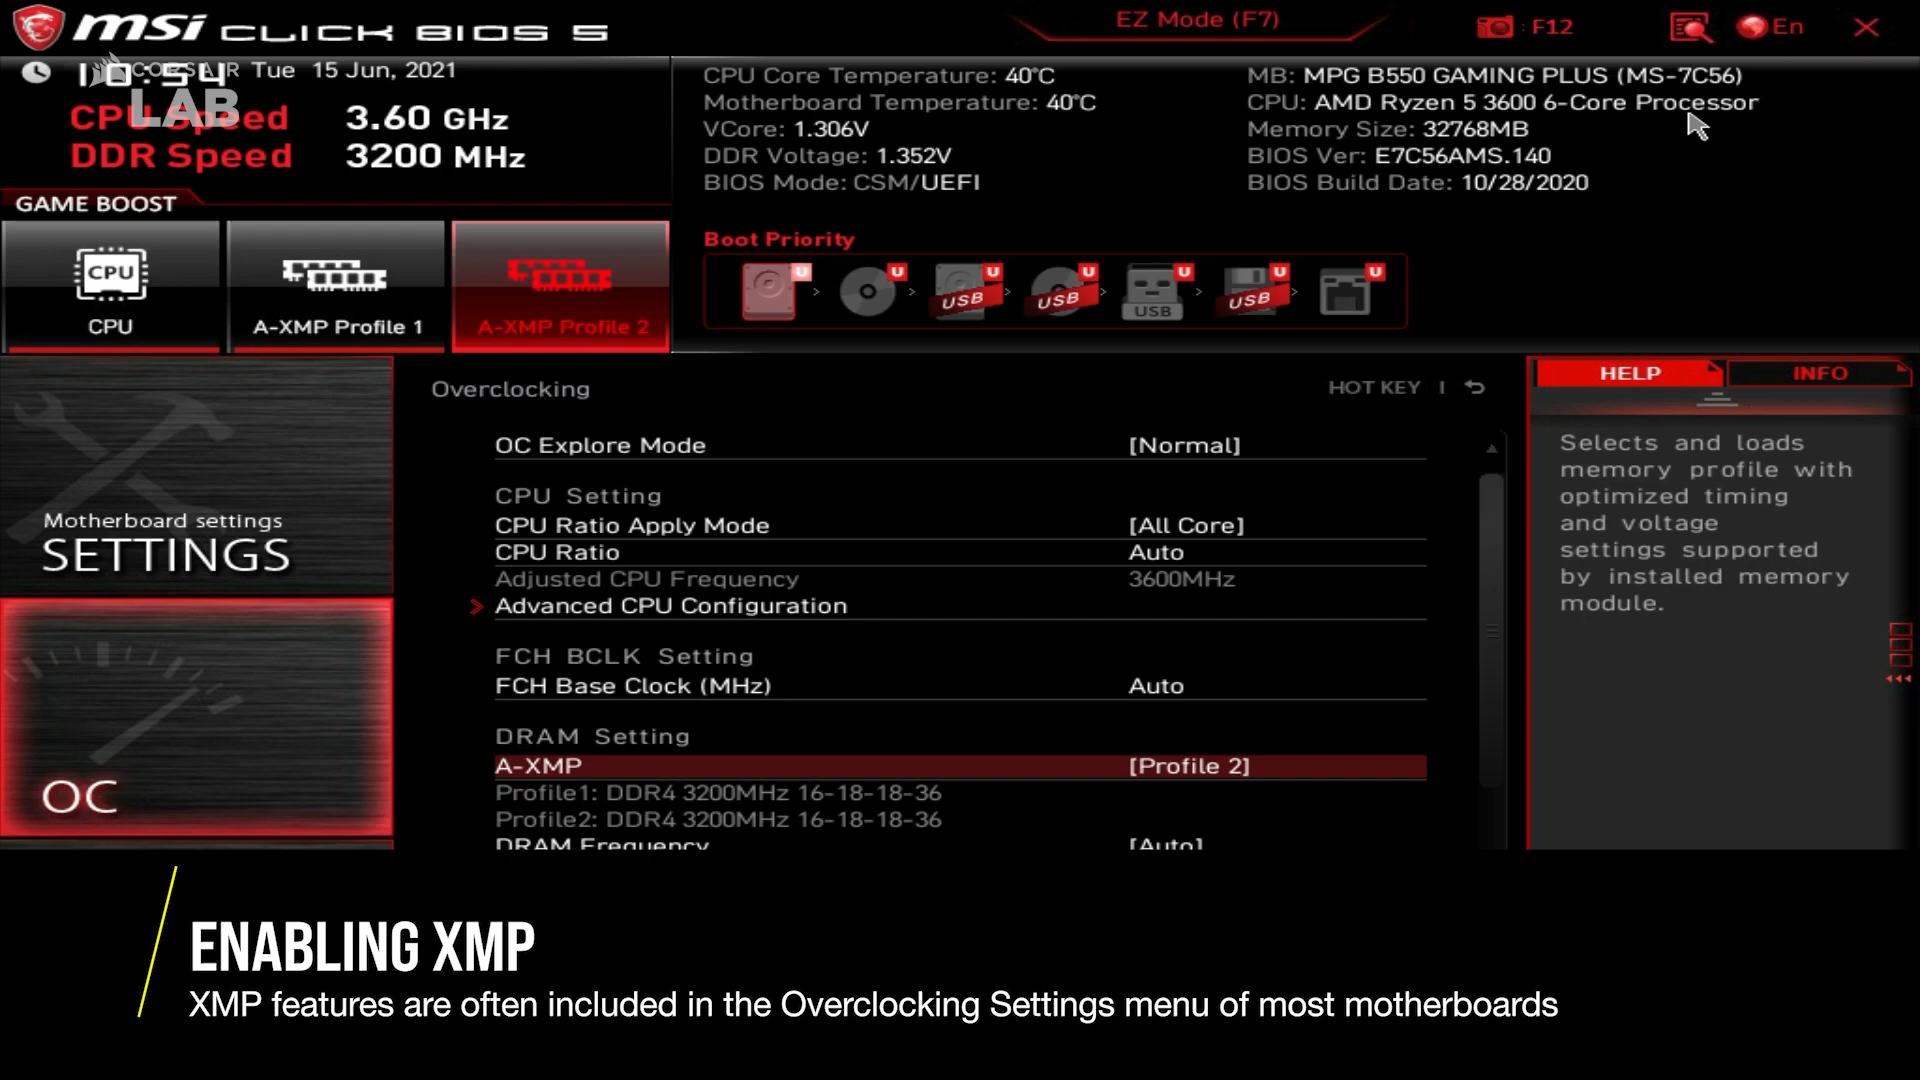 msi CLICK BIOS 5
EZ Mode (F7)
: F12
En
CORSAIR
LAB
10:54 Tue 15 Jun, 2021
CPU Speed 3.60 GHz
DDR Speed 3200 MHz
CPU Core Temperature: 40°C
Motherboard Temperature: 40°C
VCore: 1.306V
DDR Voltage: 1.352V
BIOS Mode: CSM/UEFI
MB: MPG B550 GAMING PLUS (MS-7C56)
CPU: AMD Ryzen 5 3600 6-Core Processor
Memory Size: 32768MB
BIOS Ver: E7C56AMS.140
BIOS Build Date: 10/28/2020
GAME BOOST
CPU
CPU
A-XMP Profile 1
A-XMP Profile 2
Boot Priority
U U U U U U U
USB USB USB USB
Motherboard settings
SETTINGS
OC
Overclocking
HOT KEY
OC Explore Mode [Normal]
CPU Setting
CPU Ratio Apply Mode [All Core]
CPU Ratio Auto
Adjusted CPU Frequency 3600MHz
> Advanced CPU Configuration
FCH BCLK Setting
FCH Base Clock (MHz) Auto
DRAM Setting
A-XMP [Profile 2]
Profile1: DDR4 3200MHz 16-18-18-36
Profile2: DDR4 3200MHz 16-18-18-36
DRAM Frequency [Auto]
HELP
INFO
Selects and loads
memory profile with
optimized timing
and voltage
settings supported
by installed memory
module.
ENABLING XMP
XMP features are often included in the Overclocking Settings menu of most motherboards